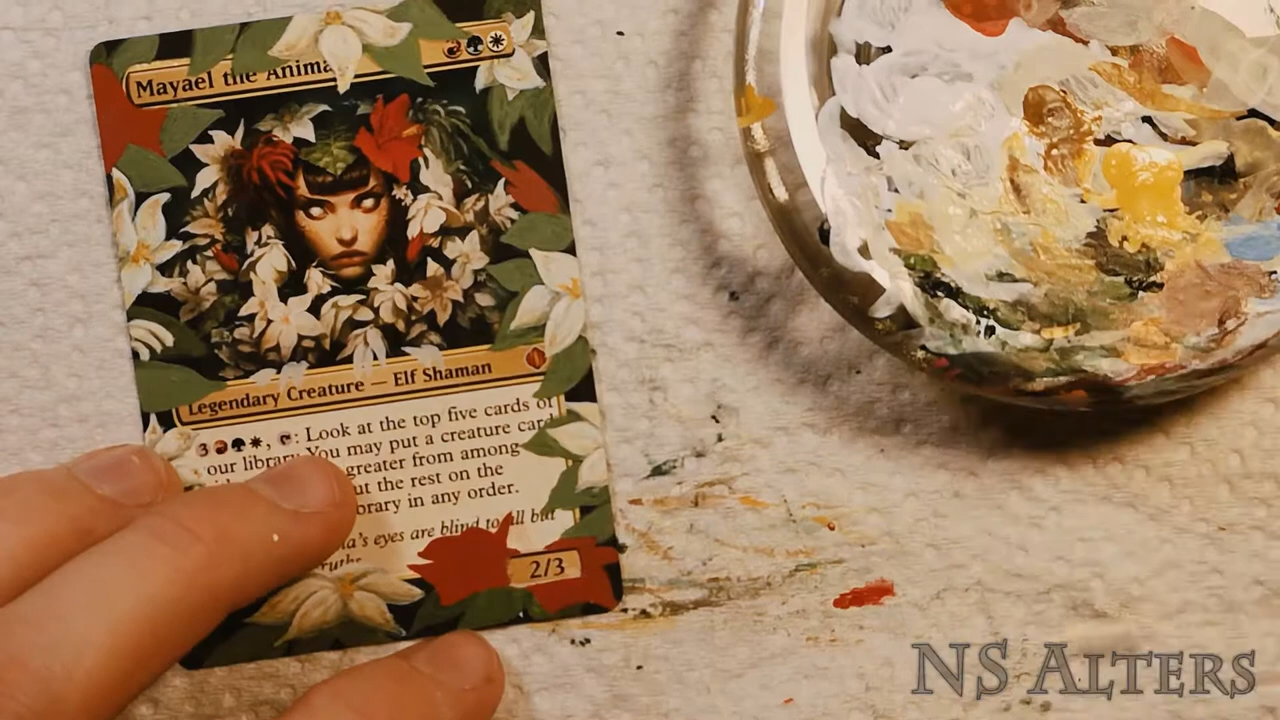 Mayael the Anima
Legendary Creature — Elf Shaman
3 : Look at the top five cards of
our library. You may put a creature card
greater from among
ut the rest on the
brary in any order.
a's eyes are blind to all but
truths
2/3
NS ALTERS